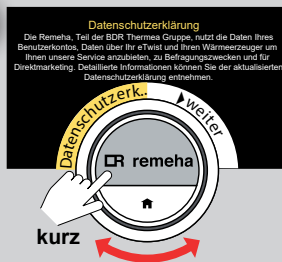 Datenschutzerklärung
Die Remeha, Teil der BDR Thermea Gruppe, nutzt die Daten Ihres
Benutzerkontos, Daten über Ihr eTwist und Ihren Wärmeerzeuger um
Ihnen unsere Service anzubieten, zu Befragungszwecken und für
Direktmarketing. Detaillierte Informationen können Sie der aktualisierten
Datenschutzerklärung entnehmen.
Datenschutzerk..
weiter
remeha
kurz